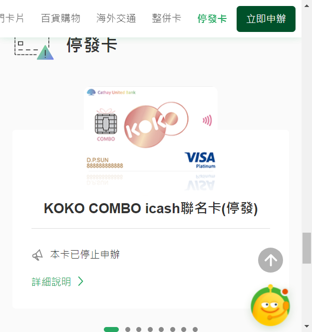 門卡片 百貨購物 海外交通 整併卡 停發卡 立即申辦
停發卡
Cathay United Bank
COMBO
KOKO
O.P.SUN
VISA
Platinum
KOKO COMBO icash聯名卡(停發)
本卡已停止申辦
詳細說明